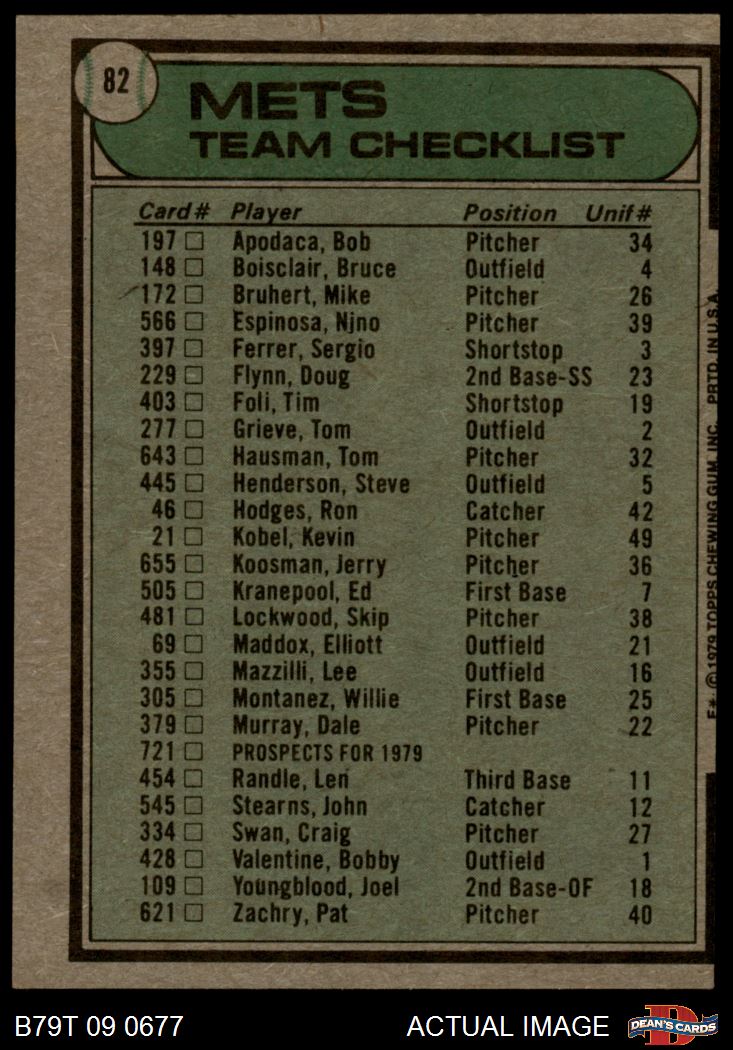 82
METS
TEAM CHECKLIST
Card# Player Position Unif#
197 Apodaca, Bob Pitcher 34
148 Boisclair, Bruce Outfield 4
172 Bruhert, Mike Pitcher 26
566 Espinosa, Nino Pitcher 39
397 Ferrer, Sergio Shortstop 3
229 Flynn, Doug 2nd Base-SS 23
403 Foli, Tim Shortstop 19
277 Grieve, Tom Outfield 2
643 Hausman, Tom Pitcher 32
445 Henderson, Steve Outfield 5
46 Hodges, Ron Catcher 42
21 Kobel, Kevin Pitcher 49
655 Koosman, Jerry Pitcher 36
505 Kranepool, Ed First Base 7
481 Lockwood, Skip Pitcher 38
69 Maddox, Elliott Outfield 21
355 Mazzilli, Lee Outfield 16
305 Montanez, Willie First Base 25
379 Murray, Dale Pitcher 22
721 PROSPECTS FOR 1979
454 Randle, Len Third Base 11
545 Stearns, John Catcher 12
334 Swan, Craig Pitcher 27
428 Valentine, Bobby Outfield 1
109 Youngblood, Joel 2nd Base-OF 18
621 Zachry, Pat Pitcher 40
E* © 1979 TOPPS CHEWING GUM, INC. PRTD. IN U.S.A.
B79T 09 0677 ACTUAL IMAGE DEAN'S CARDS